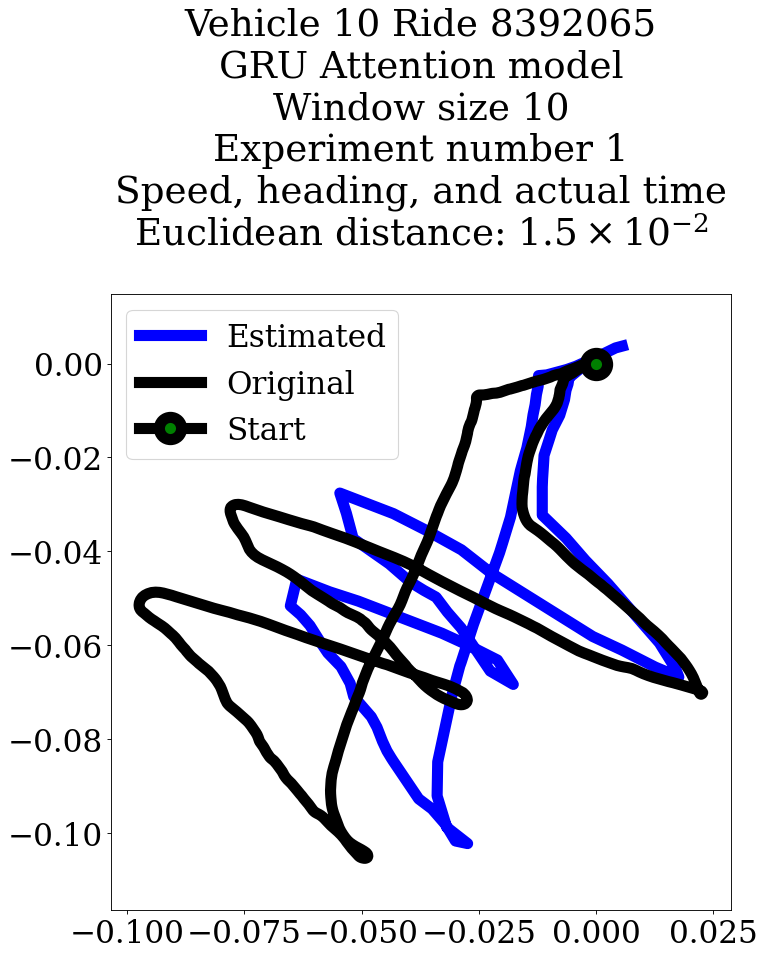 Vehicle 10 Ride 8392065
GRU Attention model
Window size 10
Experiment number 1
Speed, heading, and actual time
Euclidean distance: 1.5 × 10⁻²
Estimated
Original
Start
0.00
−0.02
−0.04
−0.06
−0.08
−0.10
−0.100 −0.075 −0.050 −0.025 0.000 0.025